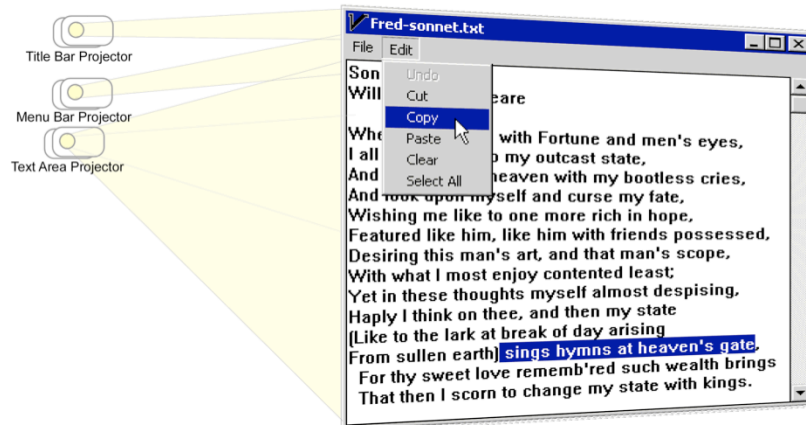 Title Bar Projector
Menu Bar Projector
Text Area Projector
Fred-sonnet.txt
File Edit
Undo
Cut
Copy
Paste
Clear
Select All
Son
Will eare
Whe with Fortune and men's eyes,
I all o my outcast state,
And heaven with my bootless cries,
And look upon myself and curse my fate,
Wishing me like to one more rich in hope,
Featured like him, like him with friends possessed,
Desiring this man's art, and that man's scope,
With what I most enjoy contented least;
Yet in these thoughts myself almost despising,
Haply I think on thee, and then my state
(Like to the lark at break of day arising
From sullen earth) sings hymns at heaven's gate,
For thy sweet love rememb'red such wealth brings
That then I scorn to change my state with kings.